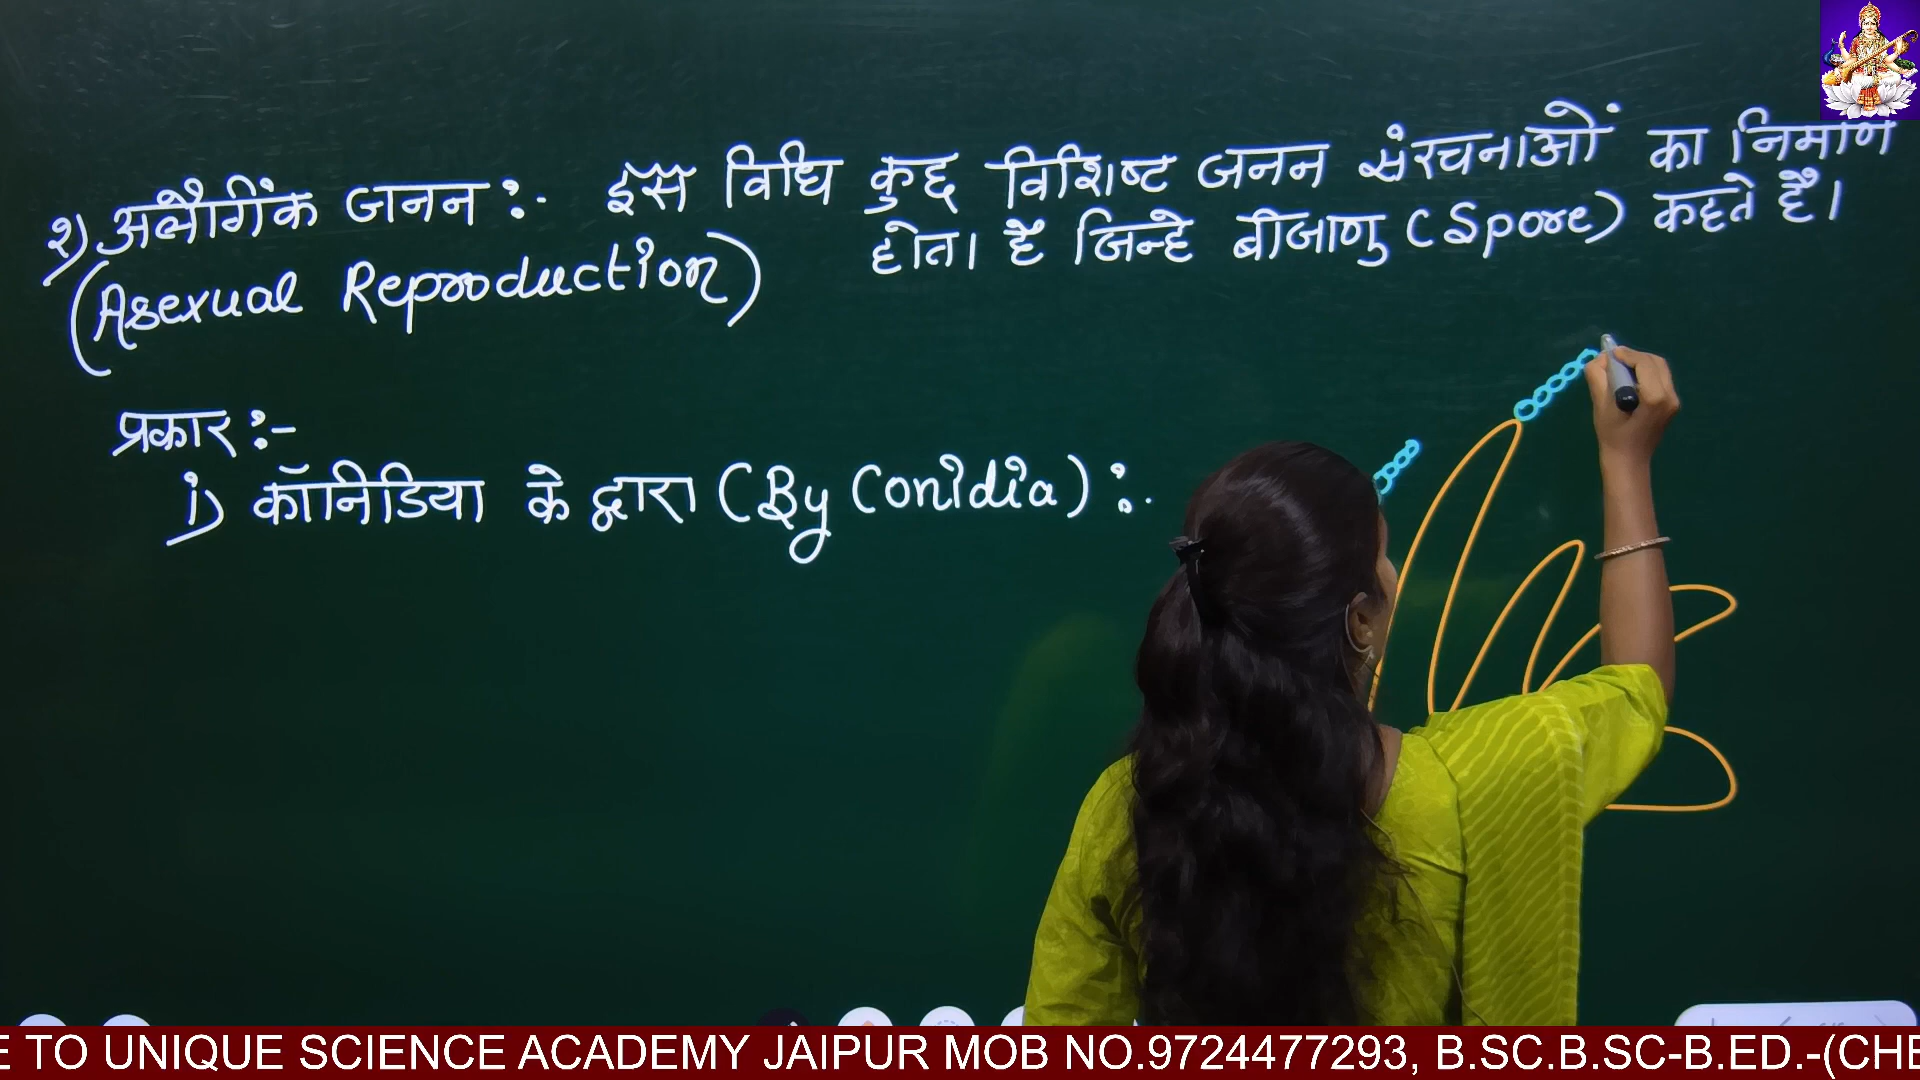 २) अलैगींक जनन :- इस विधि कुछ विशिष्ट जनन संरचनाओं का निर्माण
(Asexual Reproduction) होता है जिन्हे बीजाणु (Spore) कहते है।
प्रकार :-
i) कॉनिडिया के द्वारा (By Conidia) :-
E TO UNIQUE SCIENCE ACADEMY JAIPUR MOB NO.9724477293, B.SC.B.SC-B.ED.-(CHE